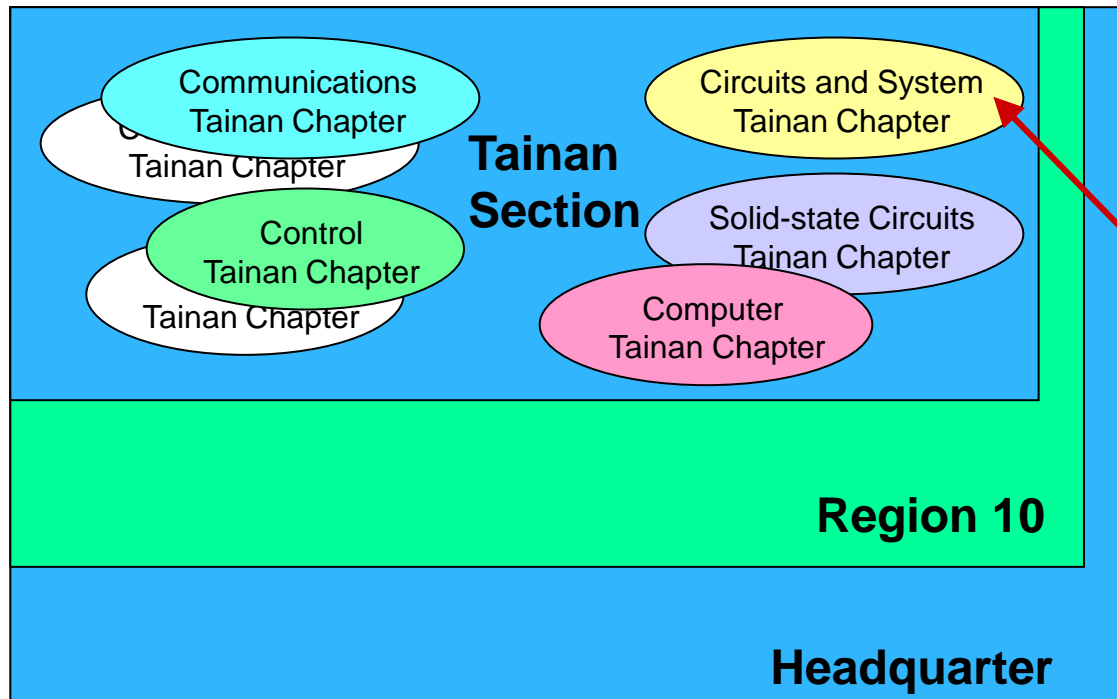 Communications
Tainan Chapter
Tainan Chapter
Control
Tainan Chapter
Tainan Chapter
Tainan
Section
Circuits and System
Tainan Chapter
Solid-state Circuits
Tainan Chapter
Computer
Tainan Chapter
Region 10
Headquarter